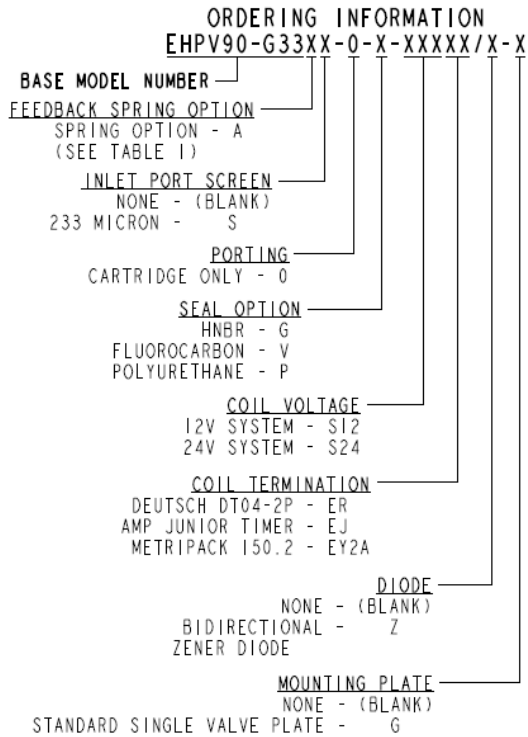 ORDERING INFORMATION
EHPV90-G33XX-0-X-XXXXX/X-X
BASE MODEL NUMBER
FEEDBACK SPRING OPTION
SPRING OPTION - A
(SEE TABLE 1)
INLET PORT SCREEN
NONE - (BLANK)
233 MICRON - S
PORTING
CARTRIDGE ONLY - 0
SEAL OPTION
HNBR - G
FLUOROCARBON - V
POLYURETHANE - P
COIL VOLTAGE
12V SYSTEM - S12
24V SYSTEM - S24
COIL TERMINATION
DEUTSCH DT04-2P - ER
AMP JUNIOR TIMER - EJ
METRIPACK 150.2 - EY2A
DIODE
NONE - (BLANK)
BIDIRECTIONAL - Z
ZENER DIODE
MOUNTING PLATE
NONE - (BLANK)
STANDARD SINGLE VALVE PLATE - G